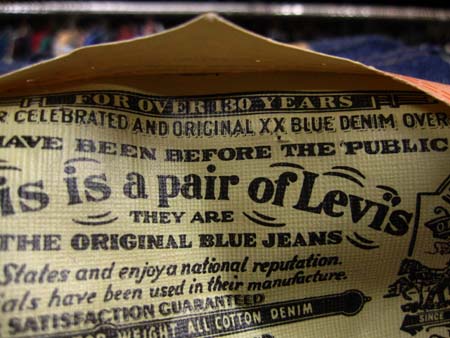 FOR OVER 130 YEARS
R CELEBRATED AND ORIGINAL XX BLUE DENIM OVER
HAVE BEEN BEFORE THE PUBLIC
is is a pair of Levi's
THEY ARE
THE ORIGINAL BLUE JEANS
States and enjoy a national reputation.
ials have been used in their manufacture.
SATISFACTION GUARANTEED
WEIGHT ALL COTTON DENIM
SINCE